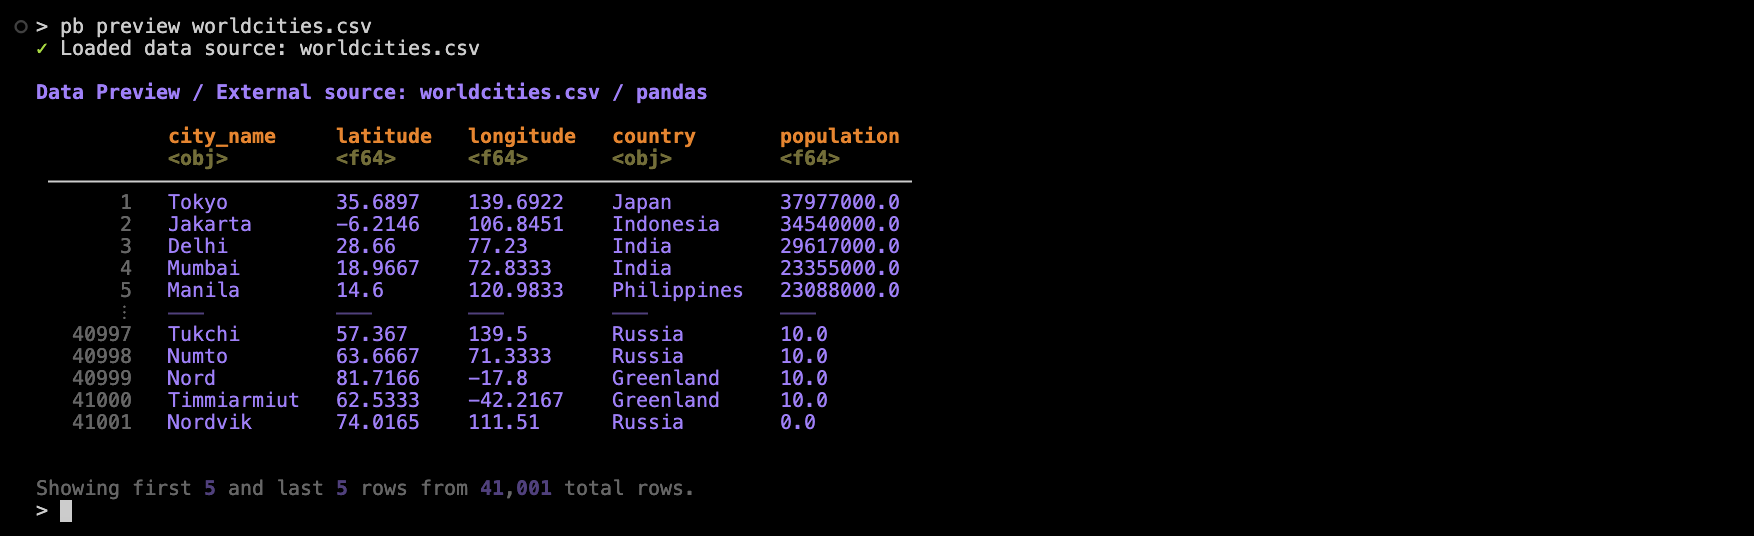 > pb preview worldcities.csv
✓ Loaded data source: worldcities.csv
Data Preview / External source: worldcities.csv / pandas
city_name latitude longitude country population
<obj> <f64> <f64> <obj> <f64>
1 Tokyo 35.6897 139.6922 Japan 37977000.0
2 Jakarta −6.2146 106.8451 Indonesia 34540000.0
3 Delhi 28.66 77.23 India 29617000.0
4 Mumbai 18.9667 72.8333 India 23355000.0
5 Manila 14.6 120.9833 Philippines 23088000.0
⋮ ─── ─── ─── ─── ───
40997 Tukchi 57.367 139.5 Russia 10.0
40998 Numto 63.6667 71.3333 Russia 10.0
40999 Nord 81.7166 −17.8 Greenland 10.0
41000 Timmiarmiut 62.5333 −42.2167 Greenland 10.0
41001 Nordvik 74.0165 111.51 Russia 0.0
Showing first 5 and last 5 rows from 41,001 total rows.
>